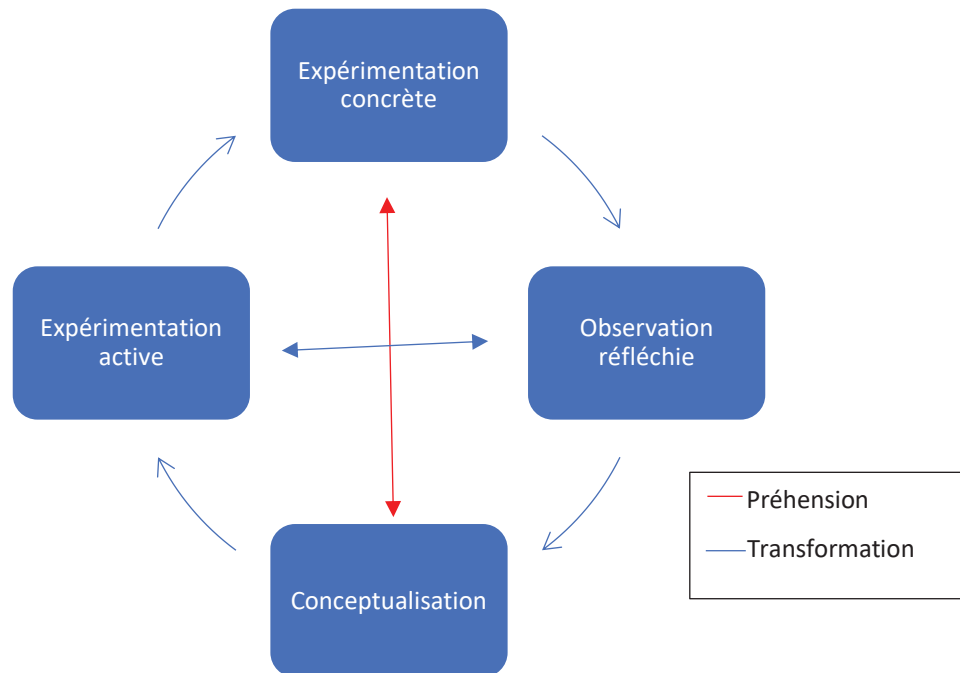 Expérimentation
concrète
Expérimentation
active
Observation
réfléchie
Conceptualisation
Préhension
Transformation